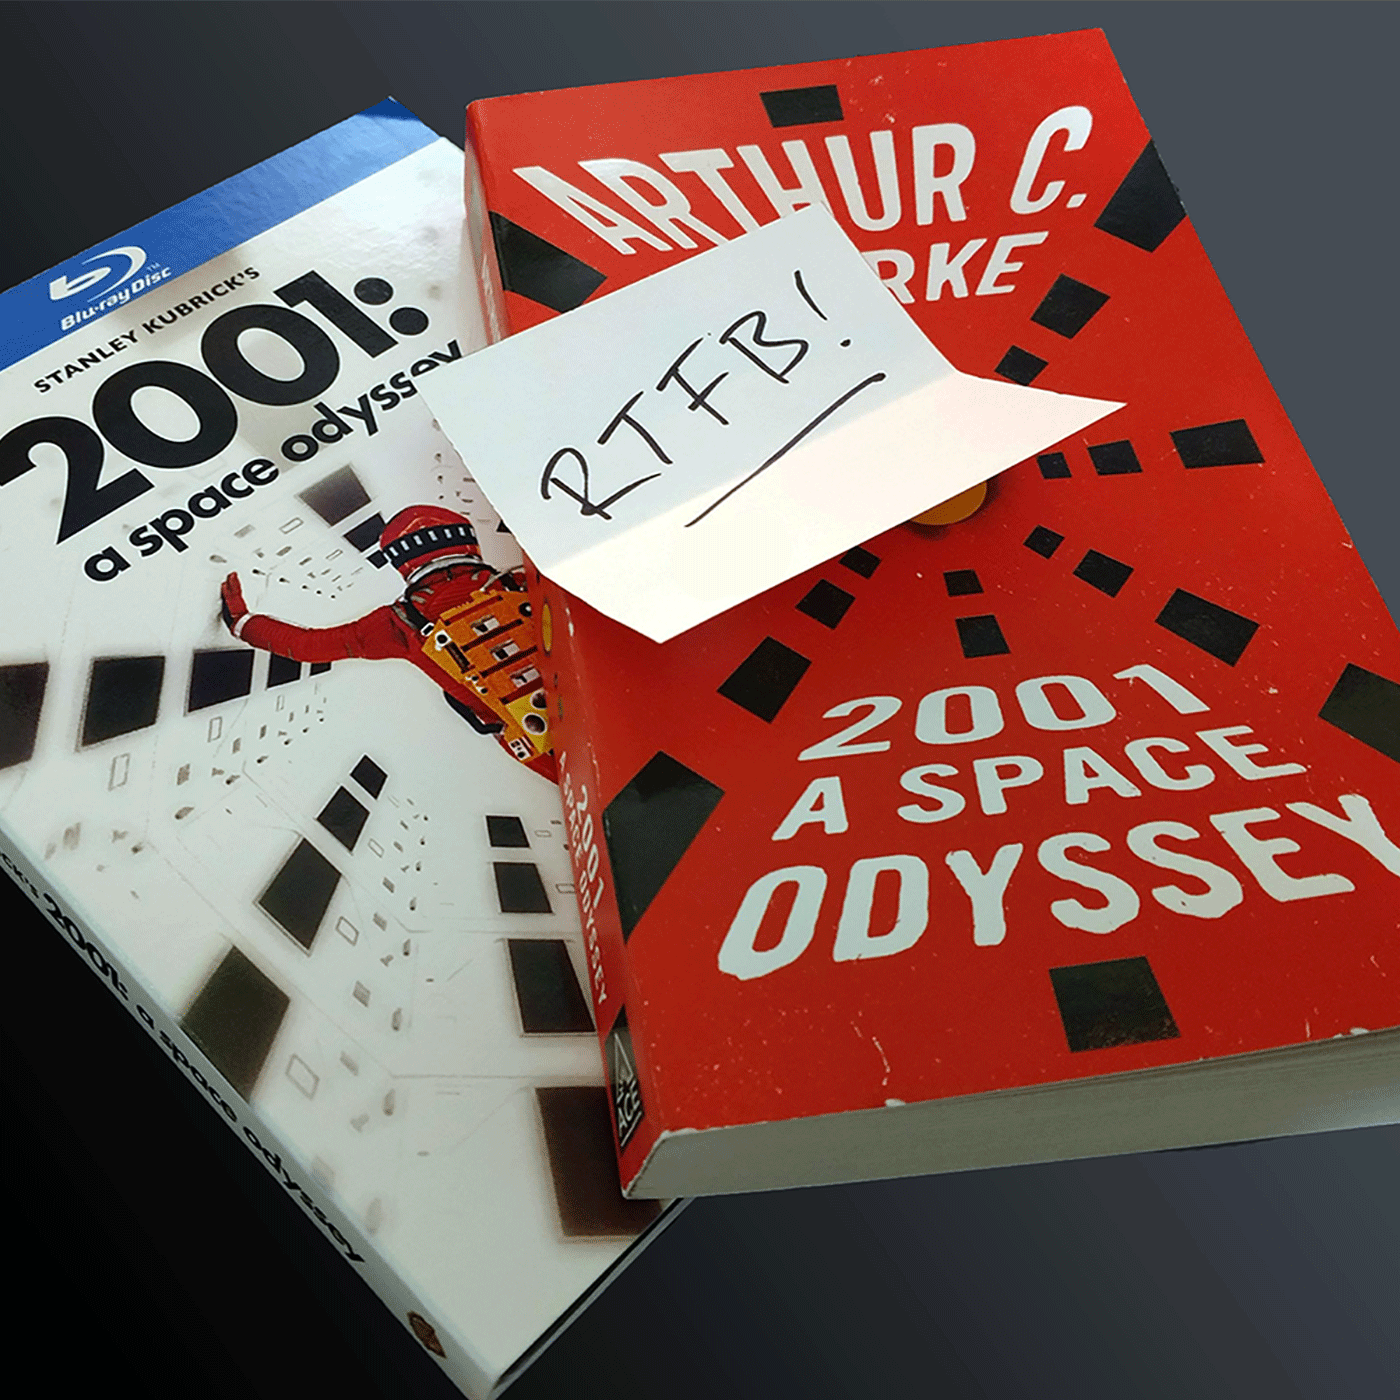 Blu-ray Disc™
STANLEY KUBRICK'S
2001:
a space odyssey
2001: a space odyssey
ARTHUR C.
RKE
RTFB!
2001
A SPACE
ODYSSEY
2001
SPACE ODYSSEY
ACE